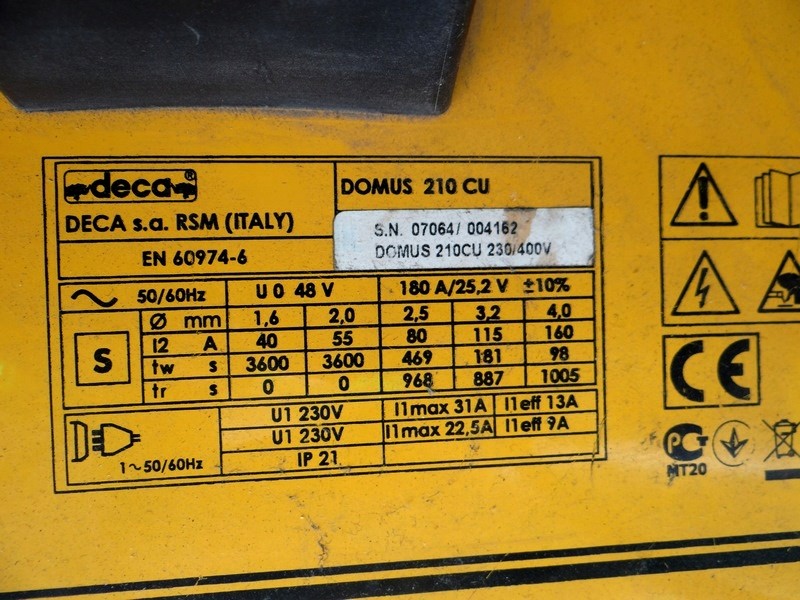 deca®
DECA s.a. RSM (ITALY)
DOMUS 210 CU
S.N. 07064/ 004162
DOMUS 210CU 230/400V
EN 60974-6
50/60Hz U 0 48 V 180 A/25,2 V ±10%
S
Ø mm 1,6 2,0 2,5 3,2 4,0
I2 A 40 55 80 115 160
tw s 3600 3600 469 181 98
tr s 0 0 968 887 1005
1~50/60Hz
U1 230V I1max 31A I1eff 13A
U1 230V I1max 22,5A I1eff 9A
IP 21
CE
MT20